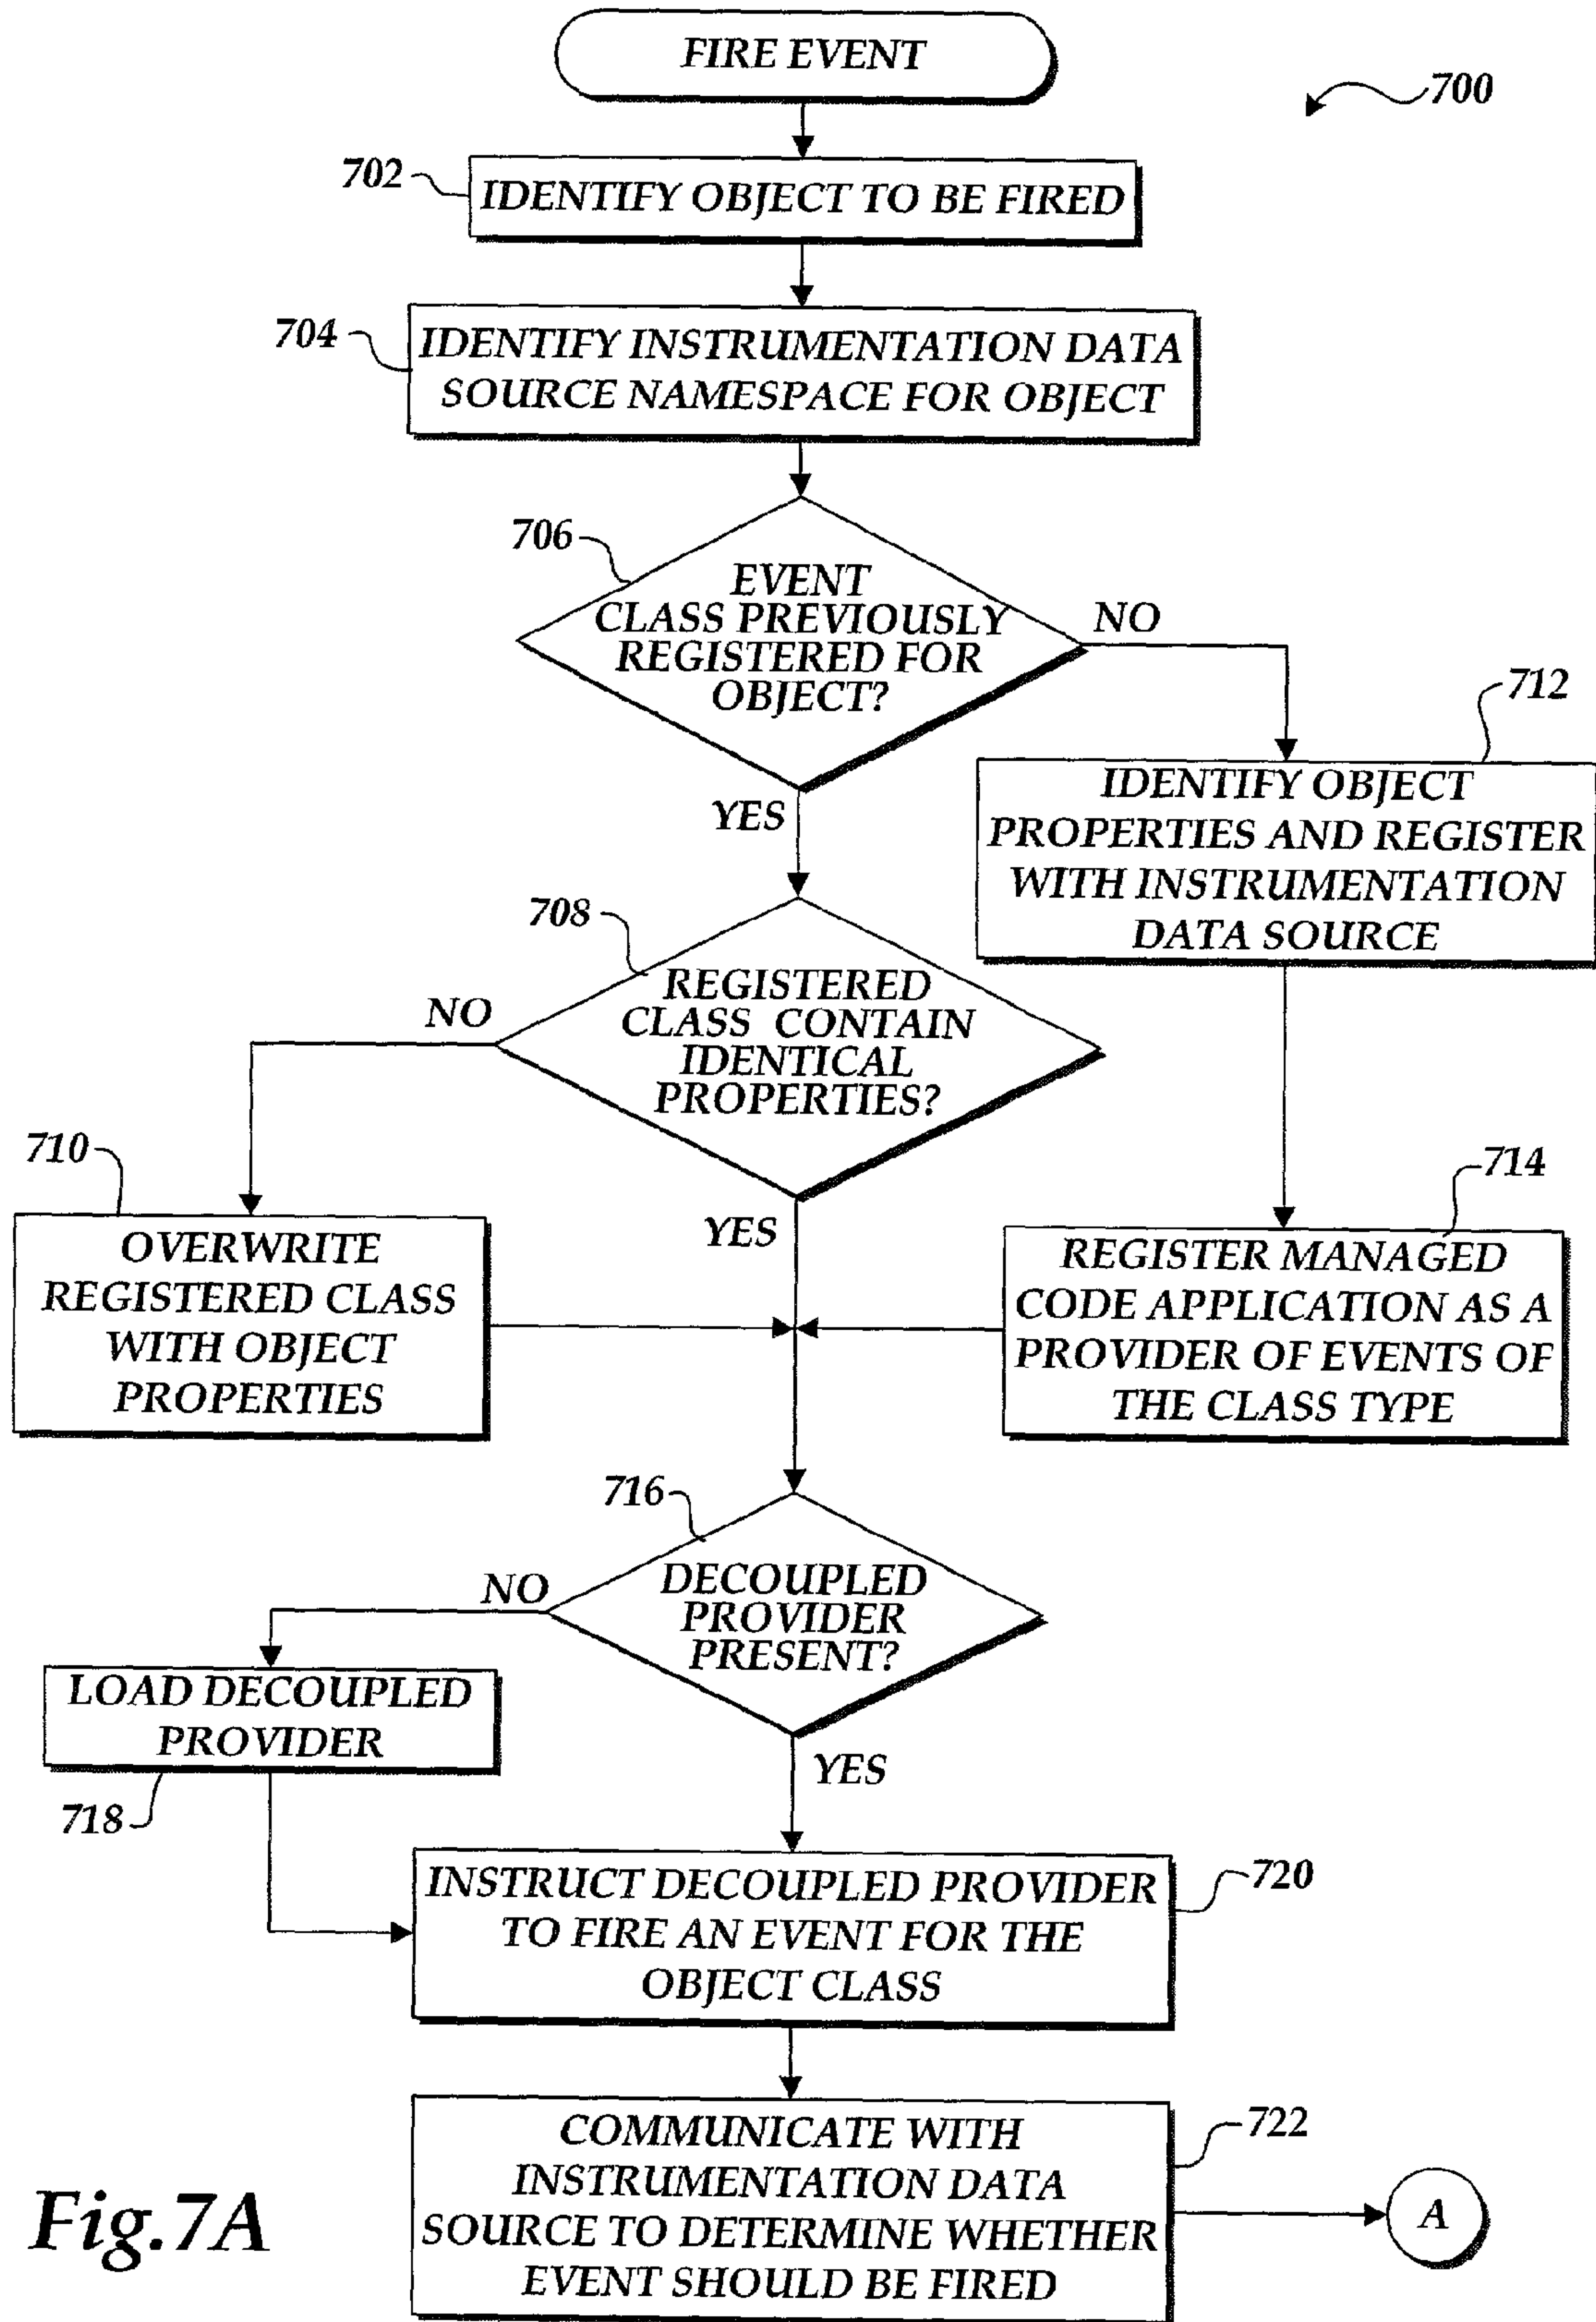 FIRE EVENT
700
702
IDENTIFY OBJECT TO BE FIRED
704
IDENTIFY INSTRUMENTATION DATA
SOURCE NAMESPACE FOR OBJECT
706
EVENT
CLASS PREVIOUSLY
REGISTERED FOR
OBJECT?
NO
YES
712
IDENTIFY OBJECT
PROPERTIES AND REGISTER
WITH INSTRUMENTATION
DATA SOURCE
708
REGISTERED
CLASS CONTAIN
IDENTICAL
PROPERTIES?
NO
YES
710
OVERWRITE
REGISTERED CLASS
WITH OBJECT
PROPERTIES
714
REGISTER MANAGED
CODE APPLICATION AS A
PROVIDER OF EVENTS OF
THE CLASS TYPE
716
DECOUPLED
PROVIDER
PRESENT?
NO
YES
LOAD DECOUPLED
PROVIDER
718
INSTRUCT DECOUPLED PROVIDER
TO FIRE AN EVENT FOR THE
OBJECT CLASS
720
COMMUNICATE WITH
INSTRUMENTATION DATA
SOURCE TO DETERMINE WHETHER
EVENT SHOULD BE FIRED
722
A
Fig.7A